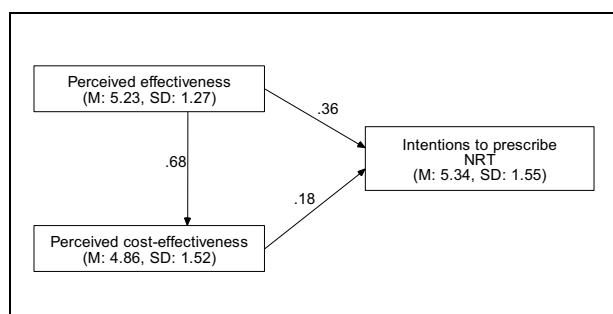 Perceived effectiveness
(M: 5.23, SD: 1.27)
.36
Intentions to prescribe
NRT
(M: 5.34, SD: 1.55)
.68
.18
Perceived cost-effectiveness
(M: 4.86, SD: 1.52)